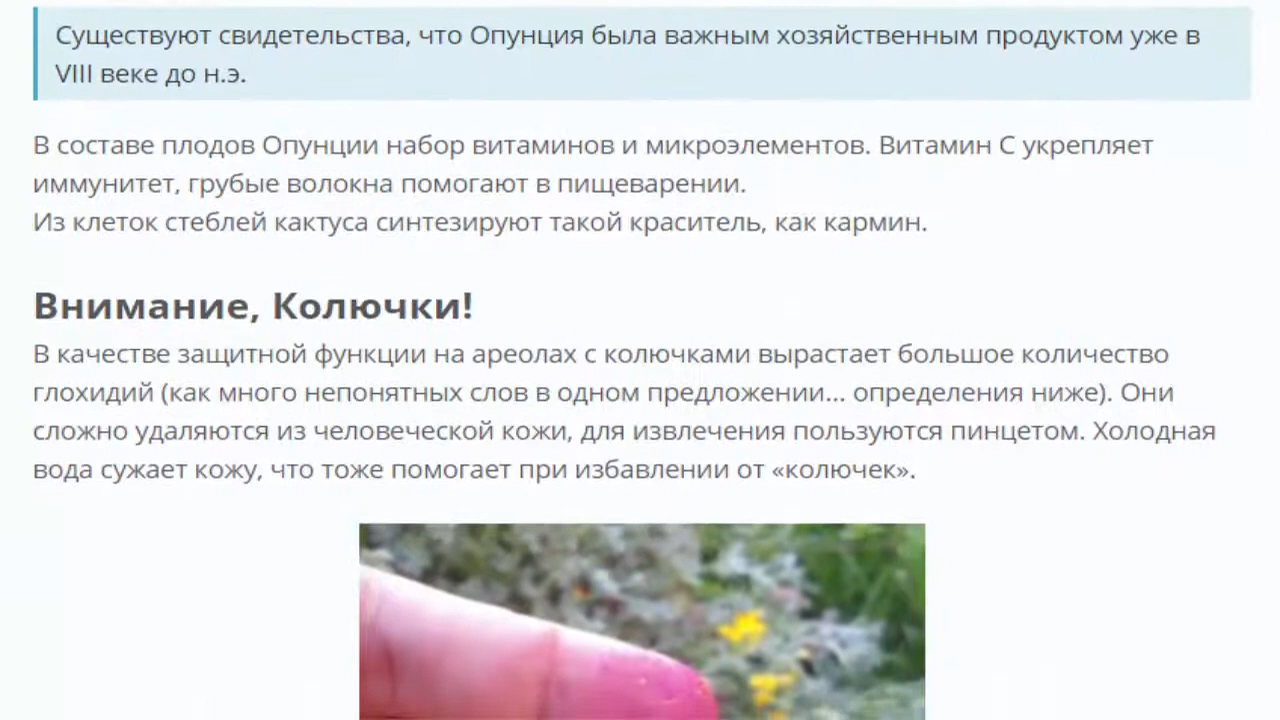 Существуют свидетельства, что Опунция была важным хозяйственным продуктом уже в
VIII веке до н.э.
В составе плодов Опунции набор витаминов и микроэлементов. Витамин С укрепляет
иммунитет, грубые волокна помогают в пищеварении.
Из клеток стеблей кактуса синтезируют такой краситель, как кармин.
Внимание, Колючки!
В качестве защитной функции на ареолах с колючками вырастает большое количество
глохидий (как много непонятных слов в одном предложении... определения ниже). Они
сложно удаляются из человеческой кожи, для извлечения пользуются пинцетом. Холодная
вода сужает кожу, что тоже помогает при избавлении от «колючек».